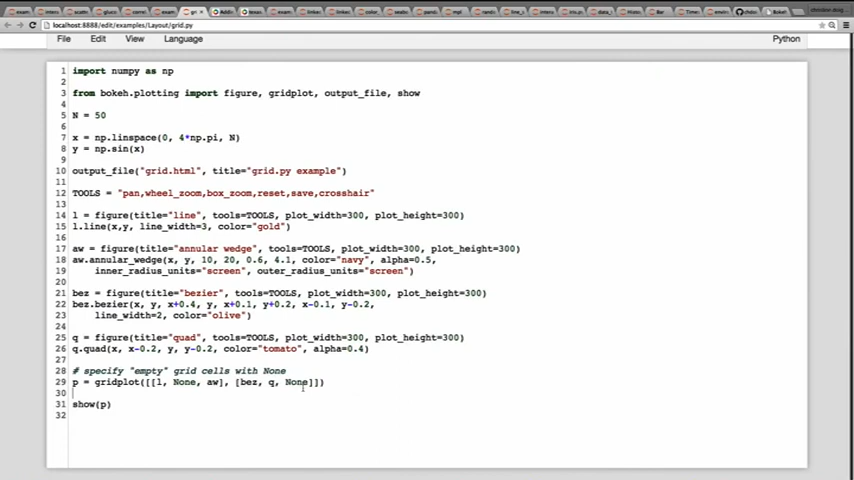 localhost:8888/edit/examples/Layout/grid.py
File Edit View Language Python
1 import numpy as np
2
3 from bokeh.plotting import figure, gridplot, output_file, show
4
5 N = 50
6
7 x = np.linspace(0, 4*np.pi, N)
8 y = np.sin(x)
9
10 output_file("grid.html", title="grid.py example")
11
12 TOOLS = "pan,wheel_zoom,box_zoom,reset,save,crosshair"
13
14 l = figure(title="line", tools=TOOLS, plot_width=300, plot_height=300)
15 l.line(x,y, line_width=3, color="gold")
16
17 aw = figure(title="annular wedge", tools=TOOLS, plot_width=300, plot_height=300)
18 aw.annular_wedge(x, y, 10, 20, 0.6, 4.1, color="navy", alpha=0.5,
19 inner_radius_units="screen", outer_radius_units="screen")
20
21 bez = figure(title="bezier", tools=TOOLS, plot_width=300, plot_height=300)
22 bez.bezier(x, y, x+0.4, y, x+0.1, y+0.2, x-0.1, y-0.2,
23 line_width=2, color="olive")
24
25 q = figure(title="quad", tools=TOOLS, plot_width=300, plot_height=300)
26 q.quad(x, x-0.2, y, y-0.2, color="tomato", alpha=0.4)
27
28 # specify "empty" grid cells with None
29 p = gridplot([[l, None, aw], [bez, q, None]])
30
31 show(p)
32